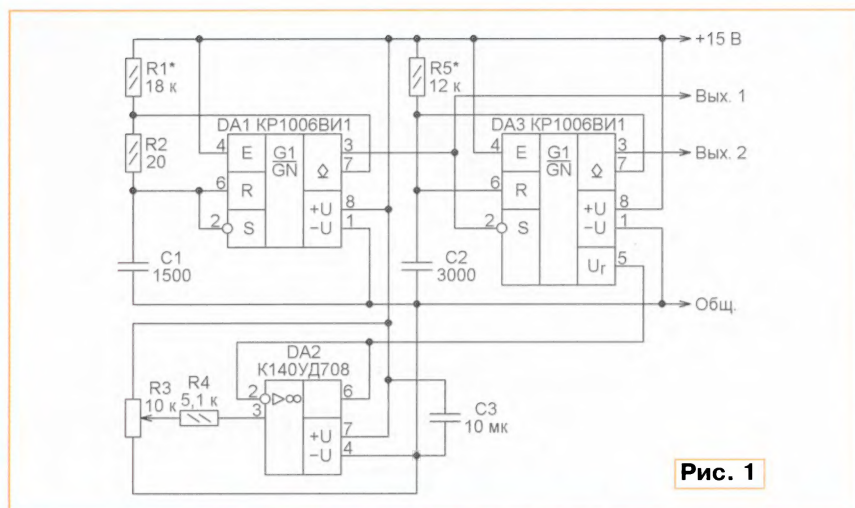 +15 В
R1*
18 к
R5*
12 к
Вых. 1
DA1 КР1006ВИ1
DA3 КР1006ВИ1
R2
20
4
E
G1
GN
3
7
4
E
G1
GN
3
7
Вых. 2
6
R
6
R
2
S
+U
8
−U
1
2
S
+U
8
−U
1
C1
1500
C2
3000
Ur
5
Общ.
DA2
К140УД708
R3
10 к
R4
5,1 к
2
3
▷∞
6
+U
7
−U
4
C3
10 мк
Рис. 1